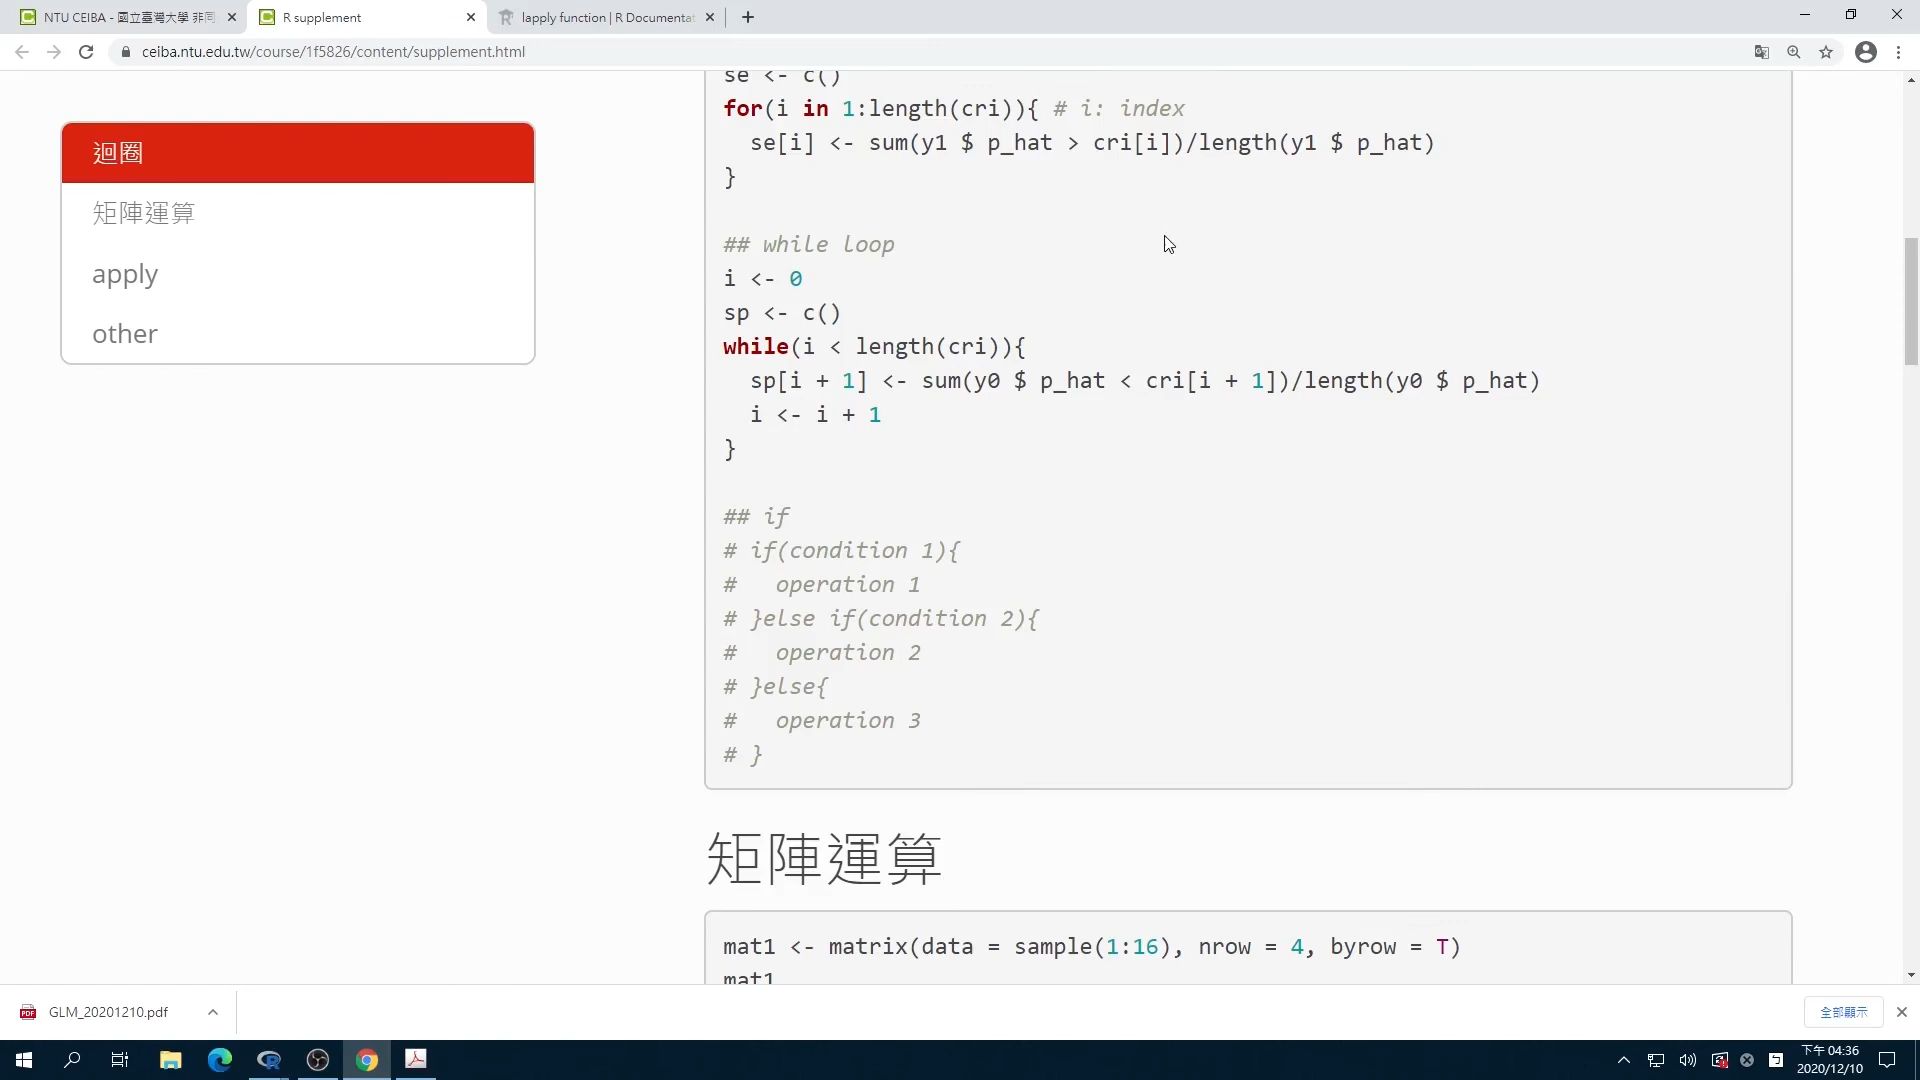 NTU CEIBA - 國立臺灣大學 非同
R supplement
lapply function | R Documentat
ceiba.ntu.edu.tw/course/1f5826/content/supplement.html
迴圈
矩陣運算
apply
other
se <- c()
for(i in 1:length(cri)){ # i: index
se[i] <- sum(y1 $ p_hat > cri[i])/length(y1 $ p_hat)
}
## while loop
i <- 0
sp <- c()
while(i < length(cri)){
sp[i + 1] <- sum(y0 $ p_hat < cri[i + 1])/length(y0 $ p_hat)
i <- i + 1
}
## if
# if(condition 1){
#   operation 1
# }else if(condition 2){
#   operation 2
# }else{
#   operation 3
# }
矩陣運算
mat1 <- matrix(data = sample(1:16), nrow = 4, byrow = T)
mat1
GLM_20201210.pdf
全部顯示
下午 04:36
2020/12/10